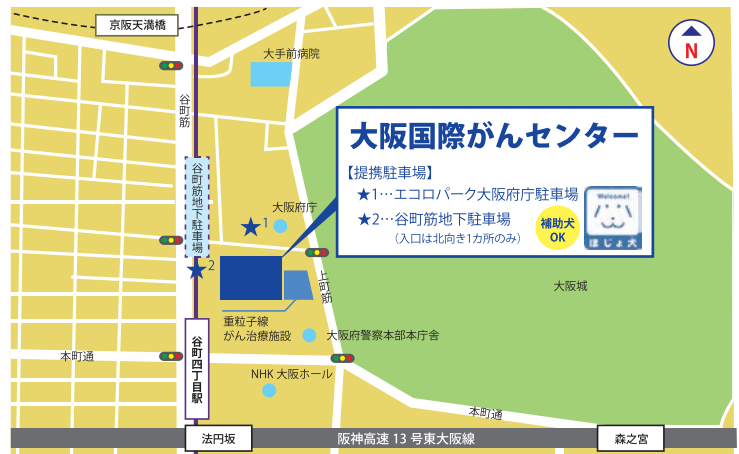 京阪天満橋
N
大手前病院
谷町筋
大阪国際がんセンター
【提携駐車場】
★1…エコロパーク大阪府庁駐車場
★2…谷町筋地下駐車場
(入口は北向き1カ所のみ)
補助犬
OK
Welcome!
ほじょ犬
谷町筋地下駐車場
大阪府庁
★1
★2
上町筋
大阪城
重粒子線
がん治療施設
大阪府警察本部本庁舎
谷町四丁目駅
本町通
NHK 大阪ホール
本町通
法円坂
阪神高速 13 号東大阪線
森之宮